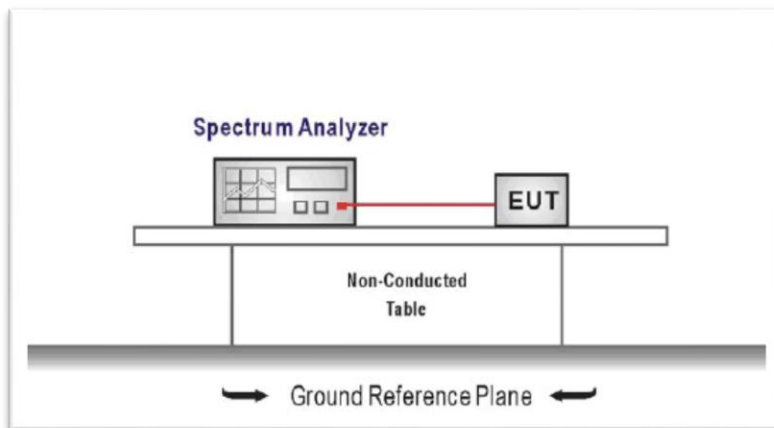 Spectrum Analyzer
EUT
Non-Conducted
Table
Ground Reference Plane